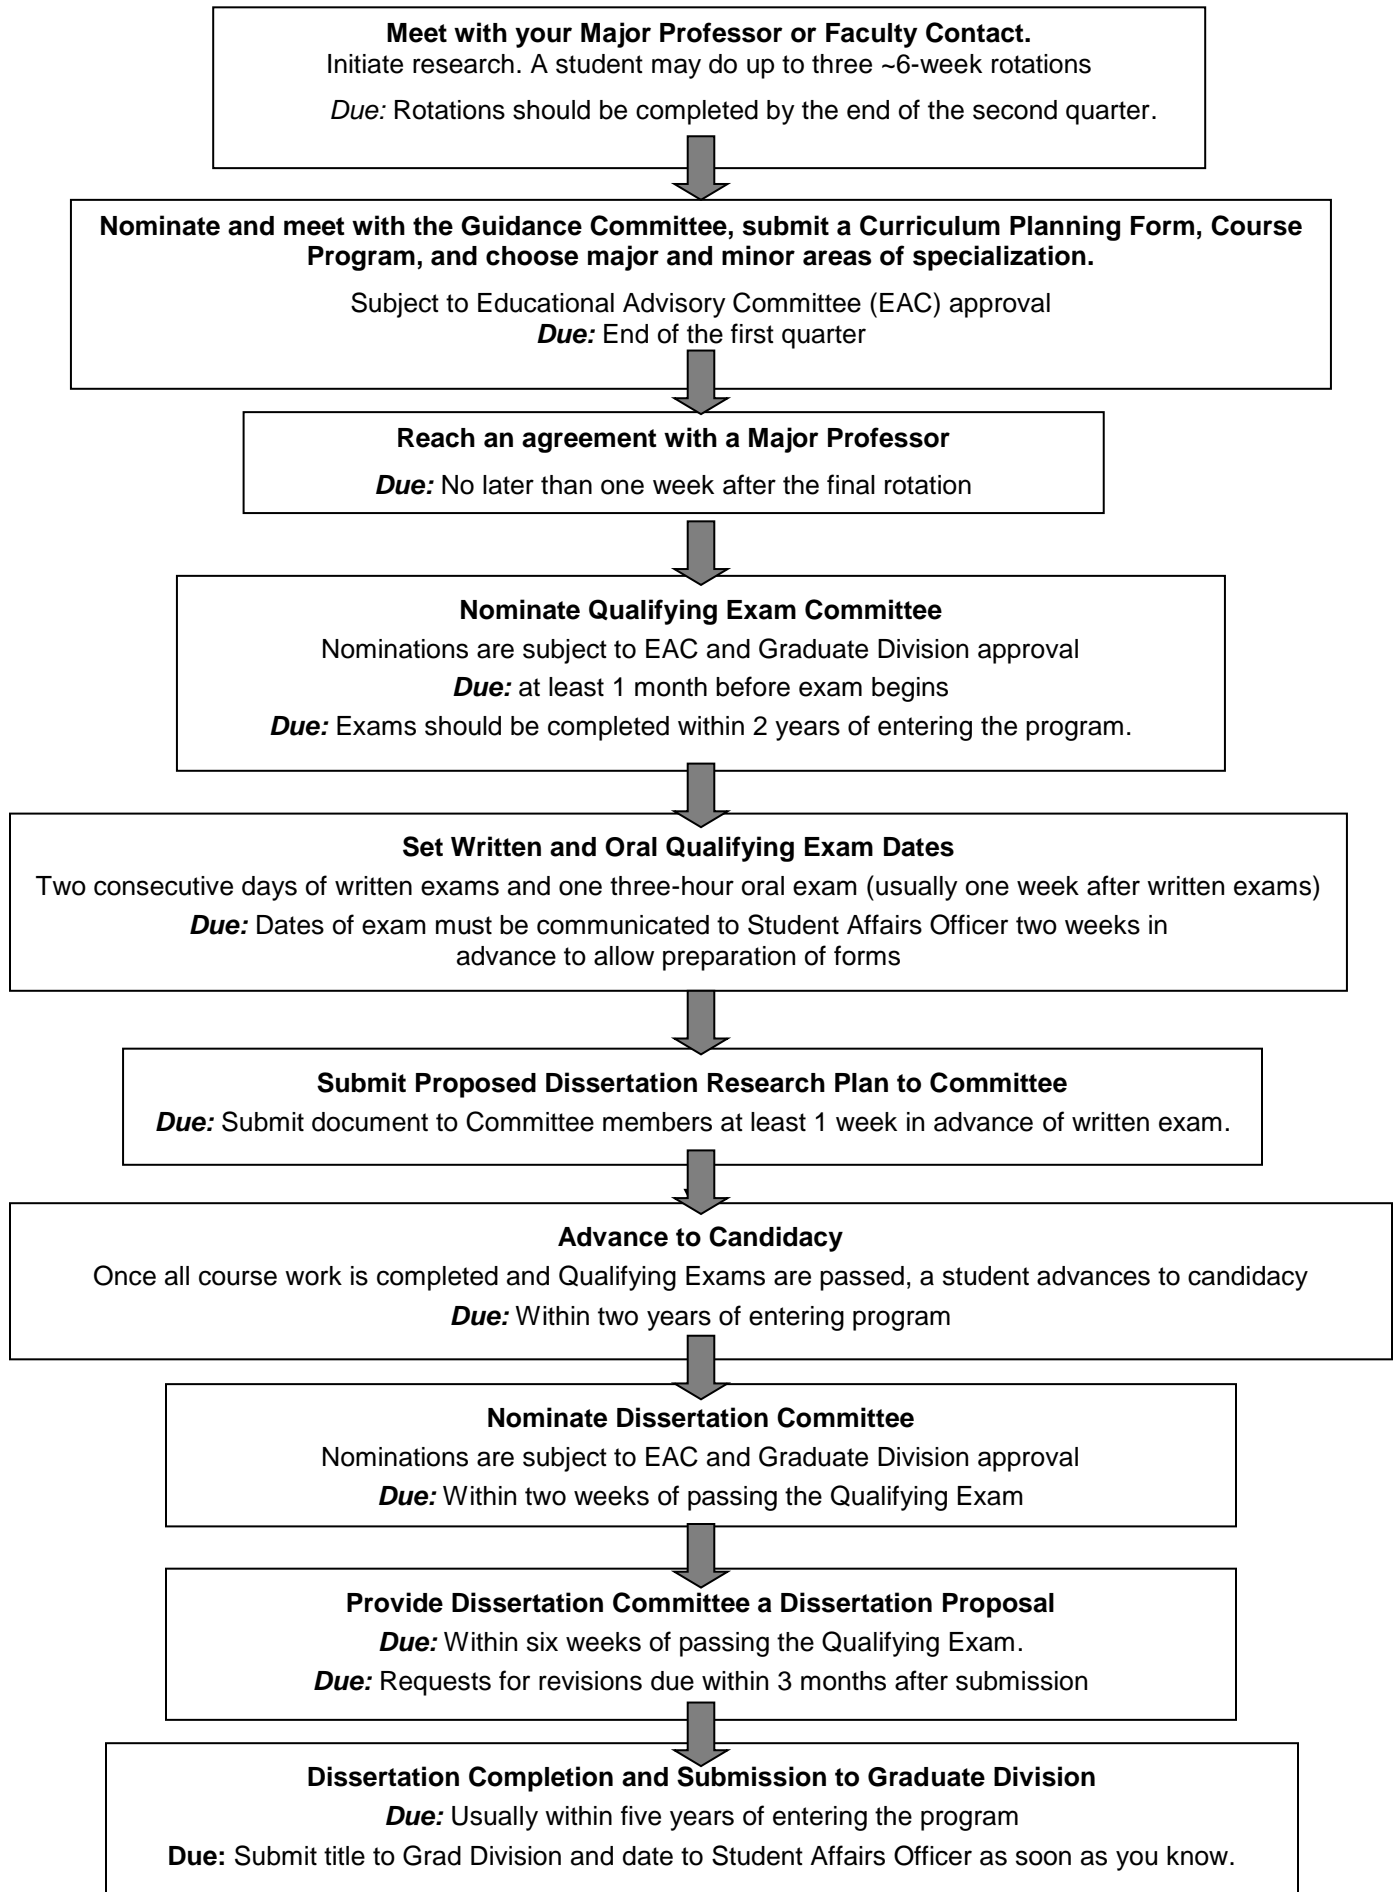 Meet with your Major Professor or Faculty Contact.
Initiate research. A student may do up to three ~6-week rotations
Due: Rotations should be completed by the end of the second quarter.
Nominate and meet with the Guidance Committee, submit a Curriculum Planning Form, Course
Program, and choose major and minor areas of specialization.
Subject to Educational Advisory Committee (EAC) approval
Due: End of the first quarter
Reach an agreement with a Major Professor
Due: No later than one week after the final rotation
Nominate Qualifying Exam Committee
Nominations are subject to EAC and Graduate Division approval
Due: at least 1 month before exam begins
Due: Exams should be completed within 2 years of entering the program.
Set Written and Oral Qualifying Exam Dates
Two consecutive days of written exams and one three-hour oral exam (usually one week after written exams)
Due: Dates of exam must be communicated to Student Affairs Officer two weeks in
advance to allow preparation of forms
Submit Proposed Dissertation Research Plan to Committee
Due: Submit document to Committee members at least 1 week in advance of written exam.
Advance to Candidacy
Once all course work is completed and Qualifying Exams are passed, a student advances to candidacy
Due: Within two years of entering program
Nominate Dissertation Committee
Nominations are subject to EAC and Graduate Division approval
Due: Within two weeks of passing the Qualifying Exam
Provide Dissertation Committee a Dissertation Proposal
Due: Within six weeks of passing the Qualifying Exam.
Due: Requests for revisions due within 3 months after submission
Dissertation Completion and Submission to Graduate Division
Due: Usually within five years of entering the program
Due: Submit title to Grad Division and date to Student Affairs Officer as soon as you know.